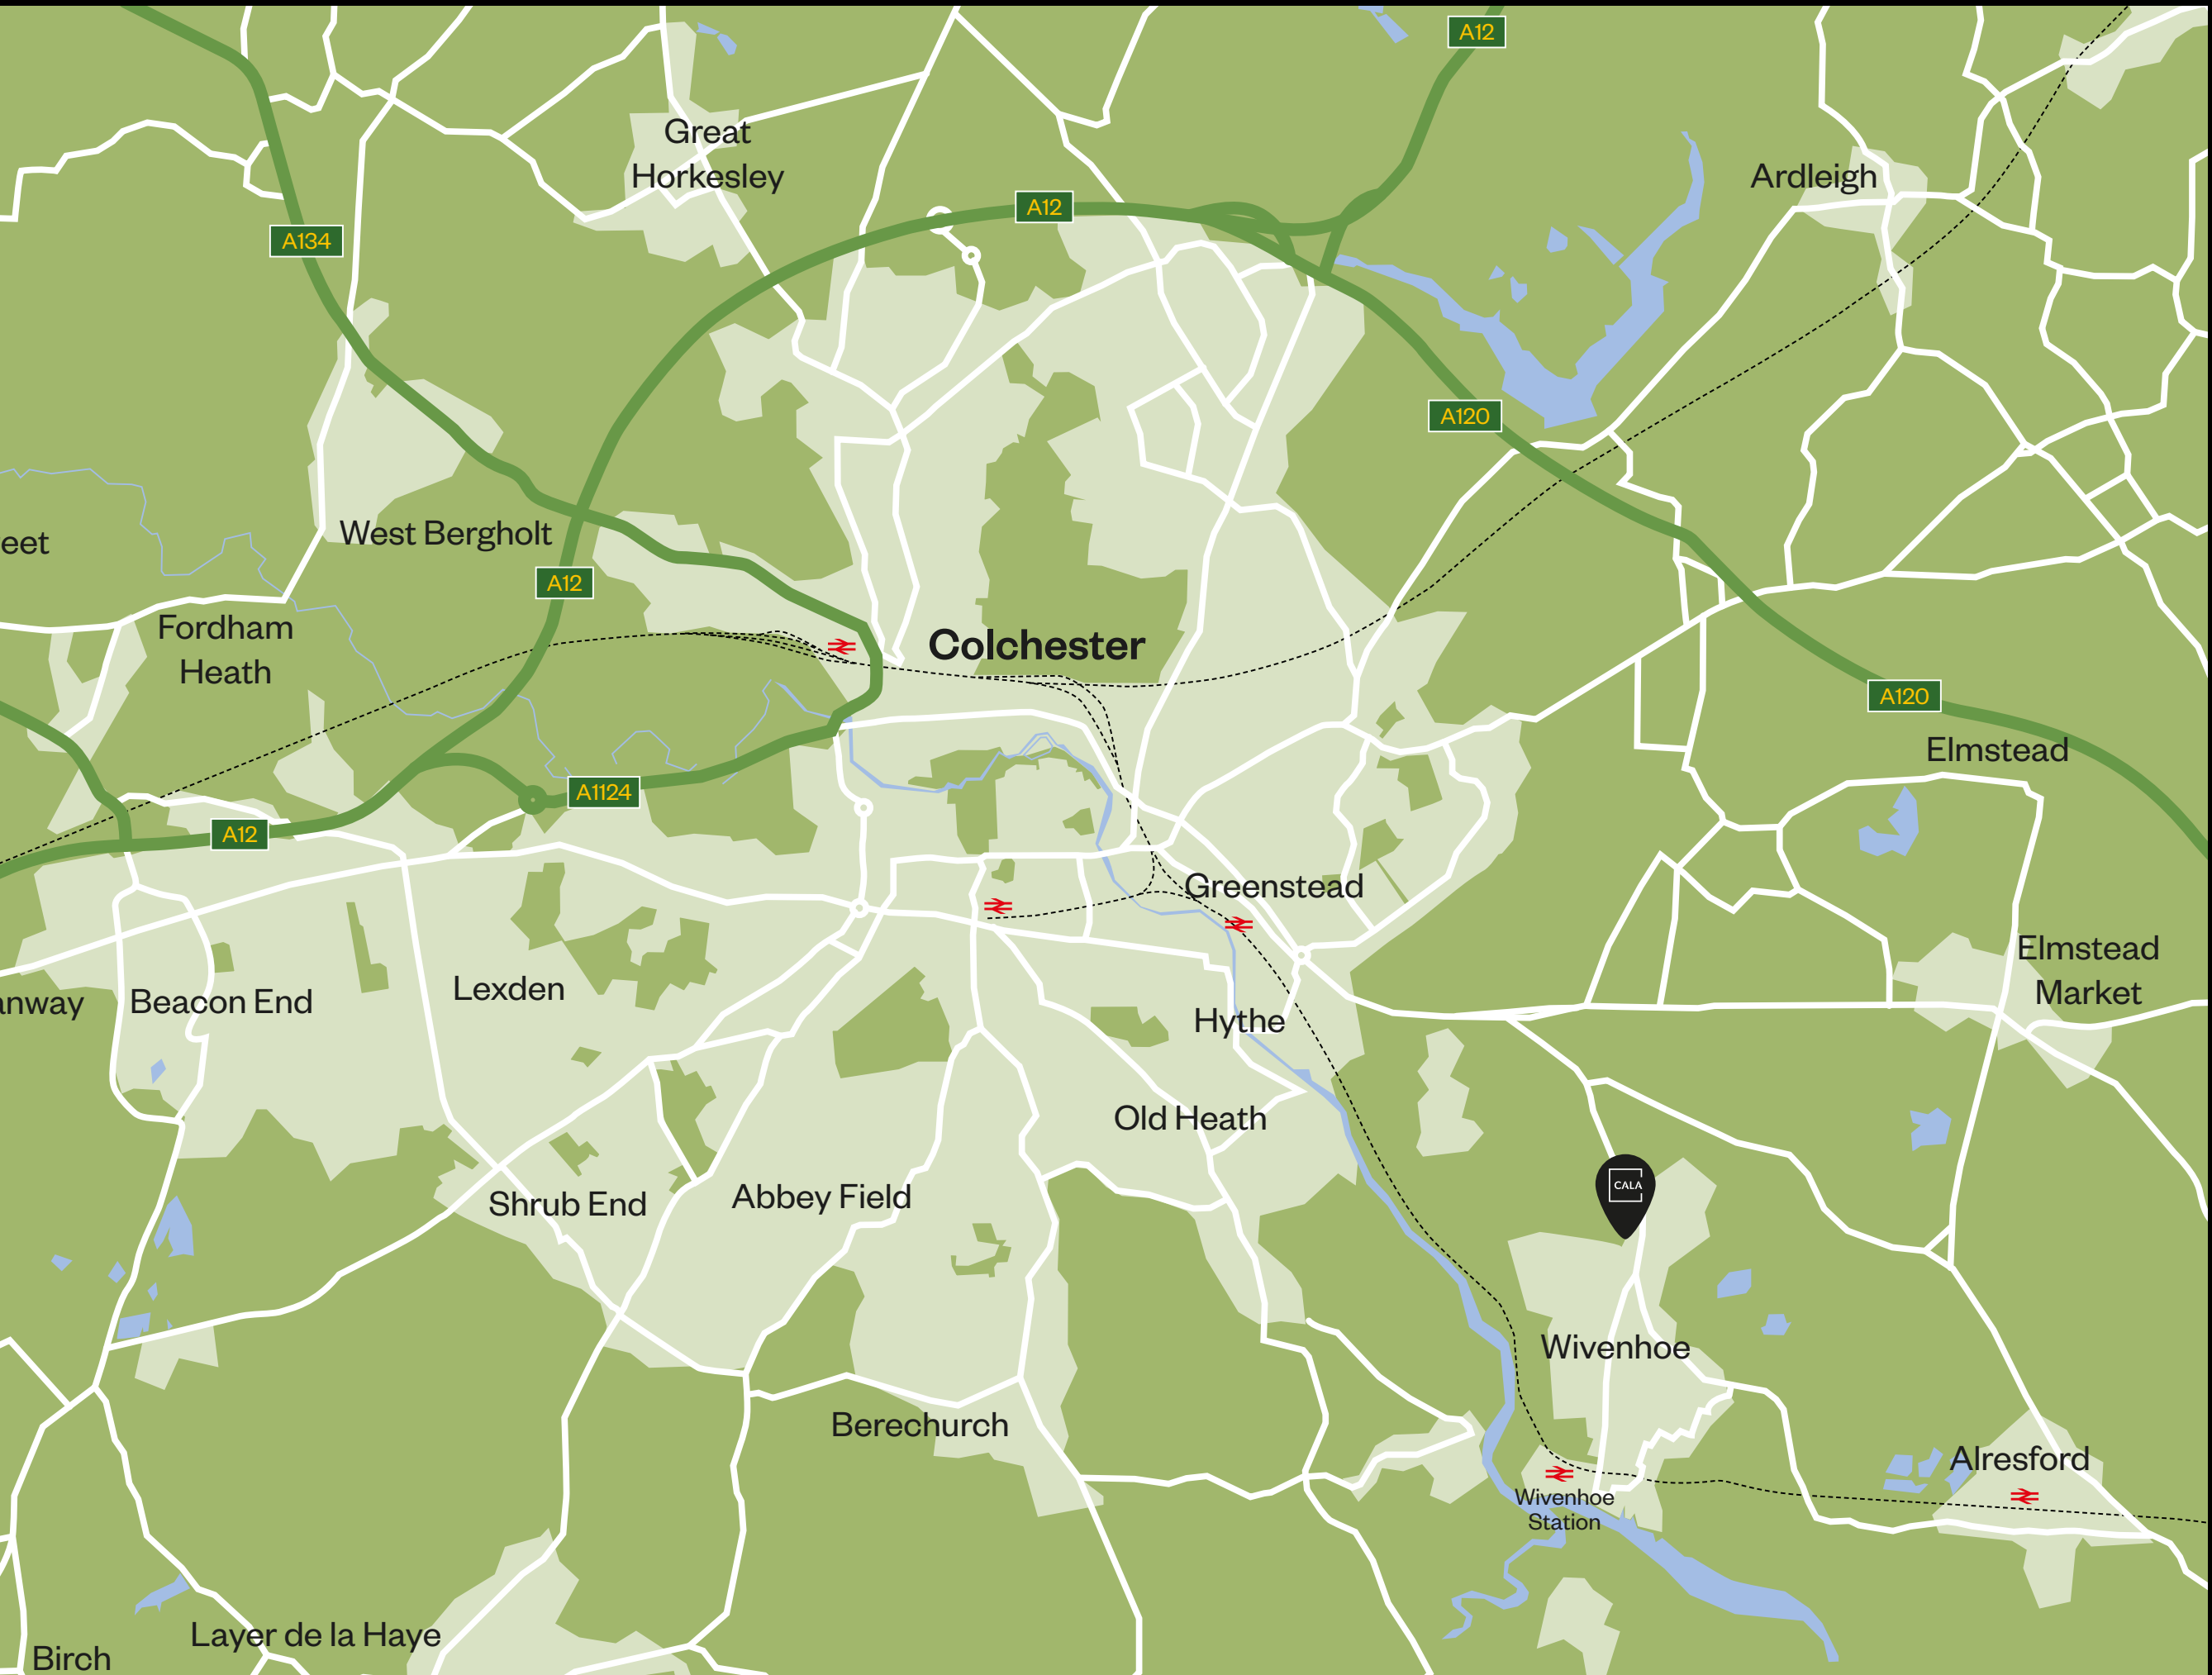 A12
Great
Horkesley
Ardleigh
A12
A134
A120
West Bergholt
eet
A12
Fordham
Heath
Colchester
A120
Elmstead
A1124
A12
Greenstead
Elmstead
Market
Lexden
anway
Beacon End
Hythe
Old Heath
CALA
Shrub End
Abbey Field
Wivenhoe
Berechurch
Alresford
Wivenhoe
Station
Layer de la Haye
Birch